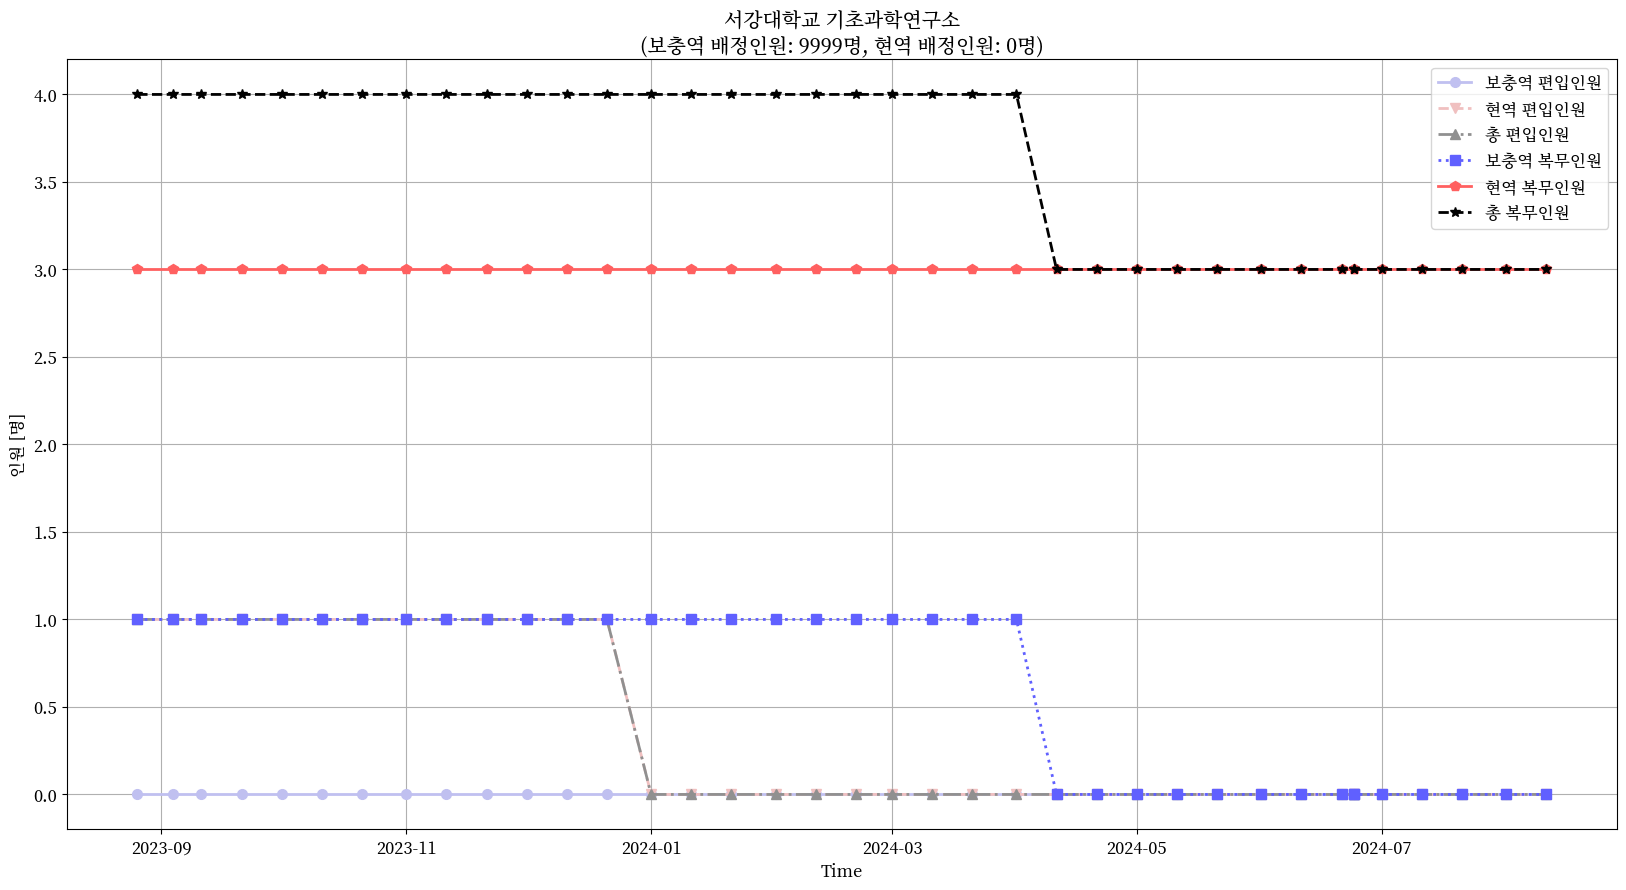 서강대학교 기초과학연구소
(보충역 배정인원: 9999명, 현역 배정인원: 0명)
보충역 편입인원
현역 편입인원
총 편입인원
보충역 복무인원
현역 복무인원
총 복무인원
인원 [명]
4.0
3.5
3.0
2.5
2.0
1.5
1.0
0.5
0.0
2023-09
2023-11
2024-01
2024-03
2024-05
2024-07
Time